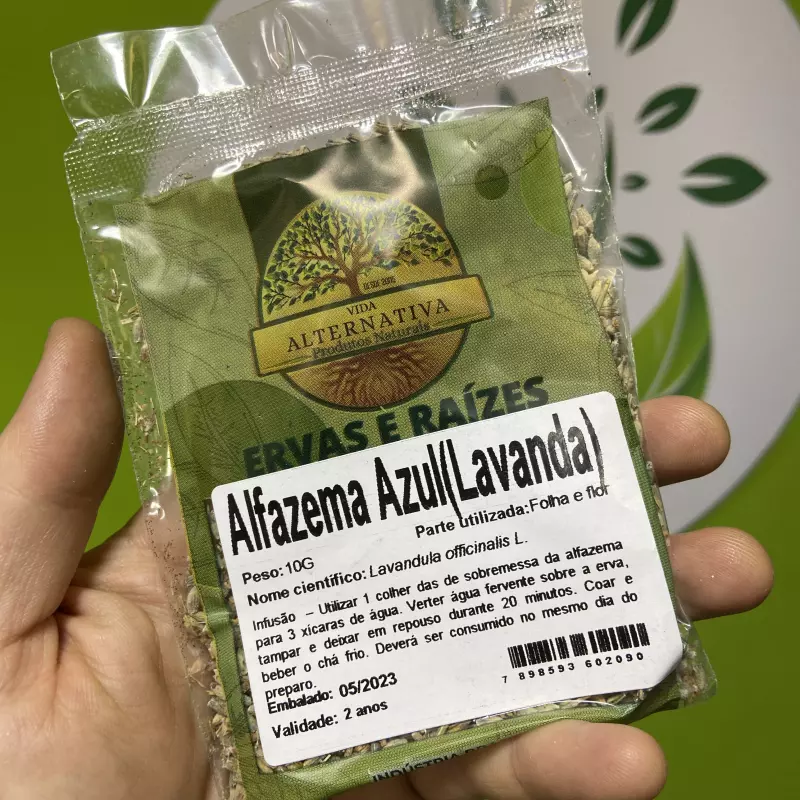 DESDE 2010
VIDA
ALTERNATIVA
Produtos Naturais
ERVAS E RAÍZES
Alfazema Azul(Lavanda)
Parte utilizada:Folha e flor
Peso:10G
Nome científico:Lavandula officinalis L.
Infusão – Utilizar 1 colher das de sobremessa da alfazema
para 3 xícaras de água. Verter água fervente sobre a erva,
tampar e deixar em repouso durante 20 minutos. Coar e
beber o chá frio. Deverá ser consumido no mesmo dia do
preparo.
Embalado: 05/2023
Validade: 2 anos
7 898593 602090